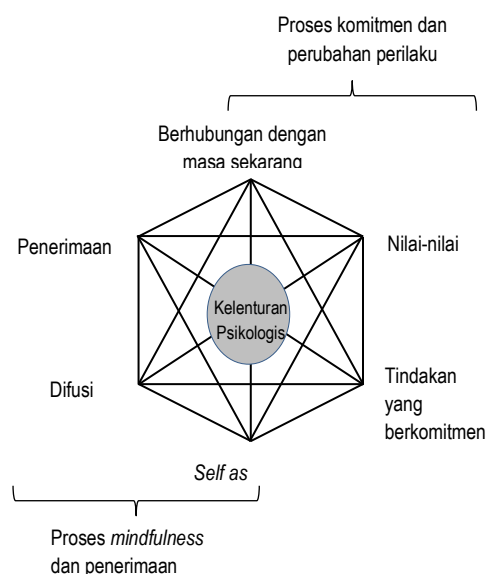 Proses komitmen dan
perubahan perilaku
Berhubungan dengan
masa sekarang
Penerimaan
Nilai-nilai
Kelenturan
Psikologis
Difusi
Tindakan
yang
berkomitmen
Self as
Proses mindfulness
dan penerimaan